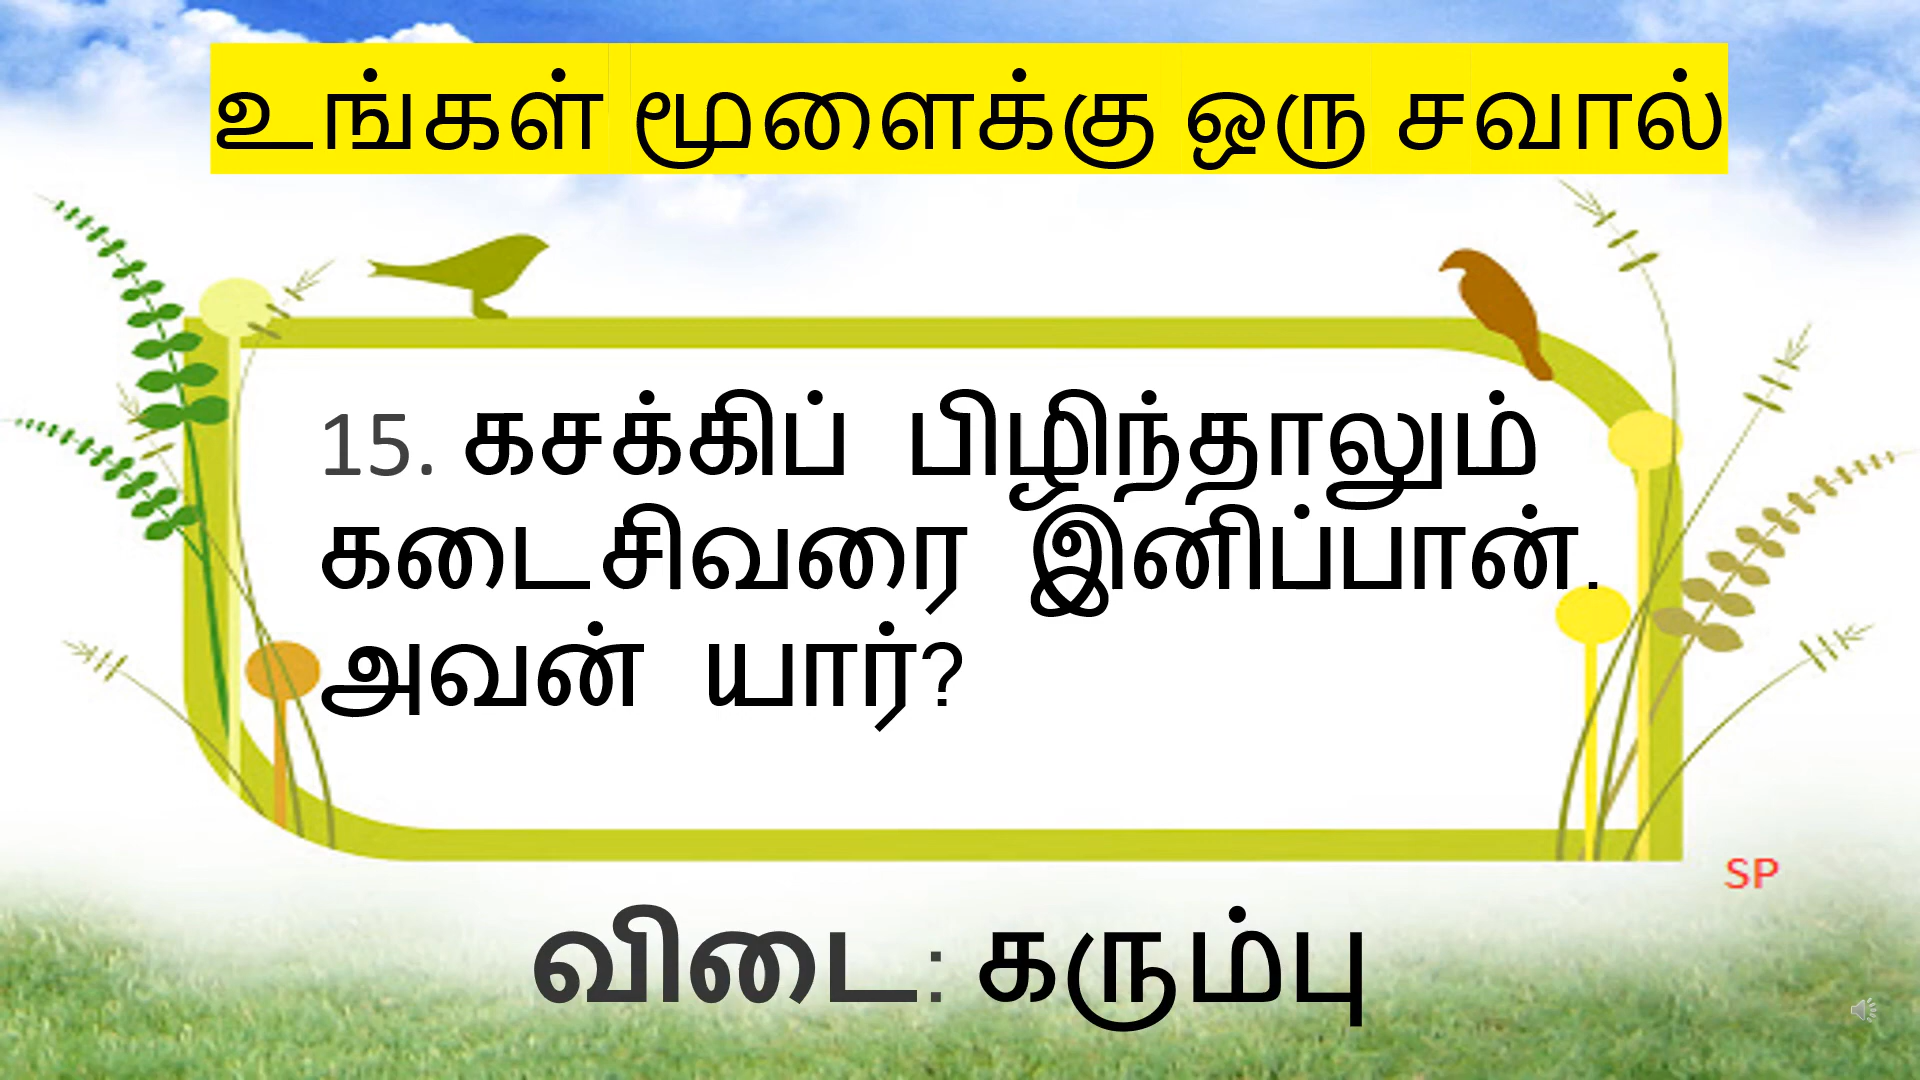 உங்கள் மூளைக்கு ஒரு சவால்
15. கசக்கிப் பிழிந்தாலும்
கடைசிவரை இனிப்பான்.
அவன் யார்?
SP
விடை: கரும்பு